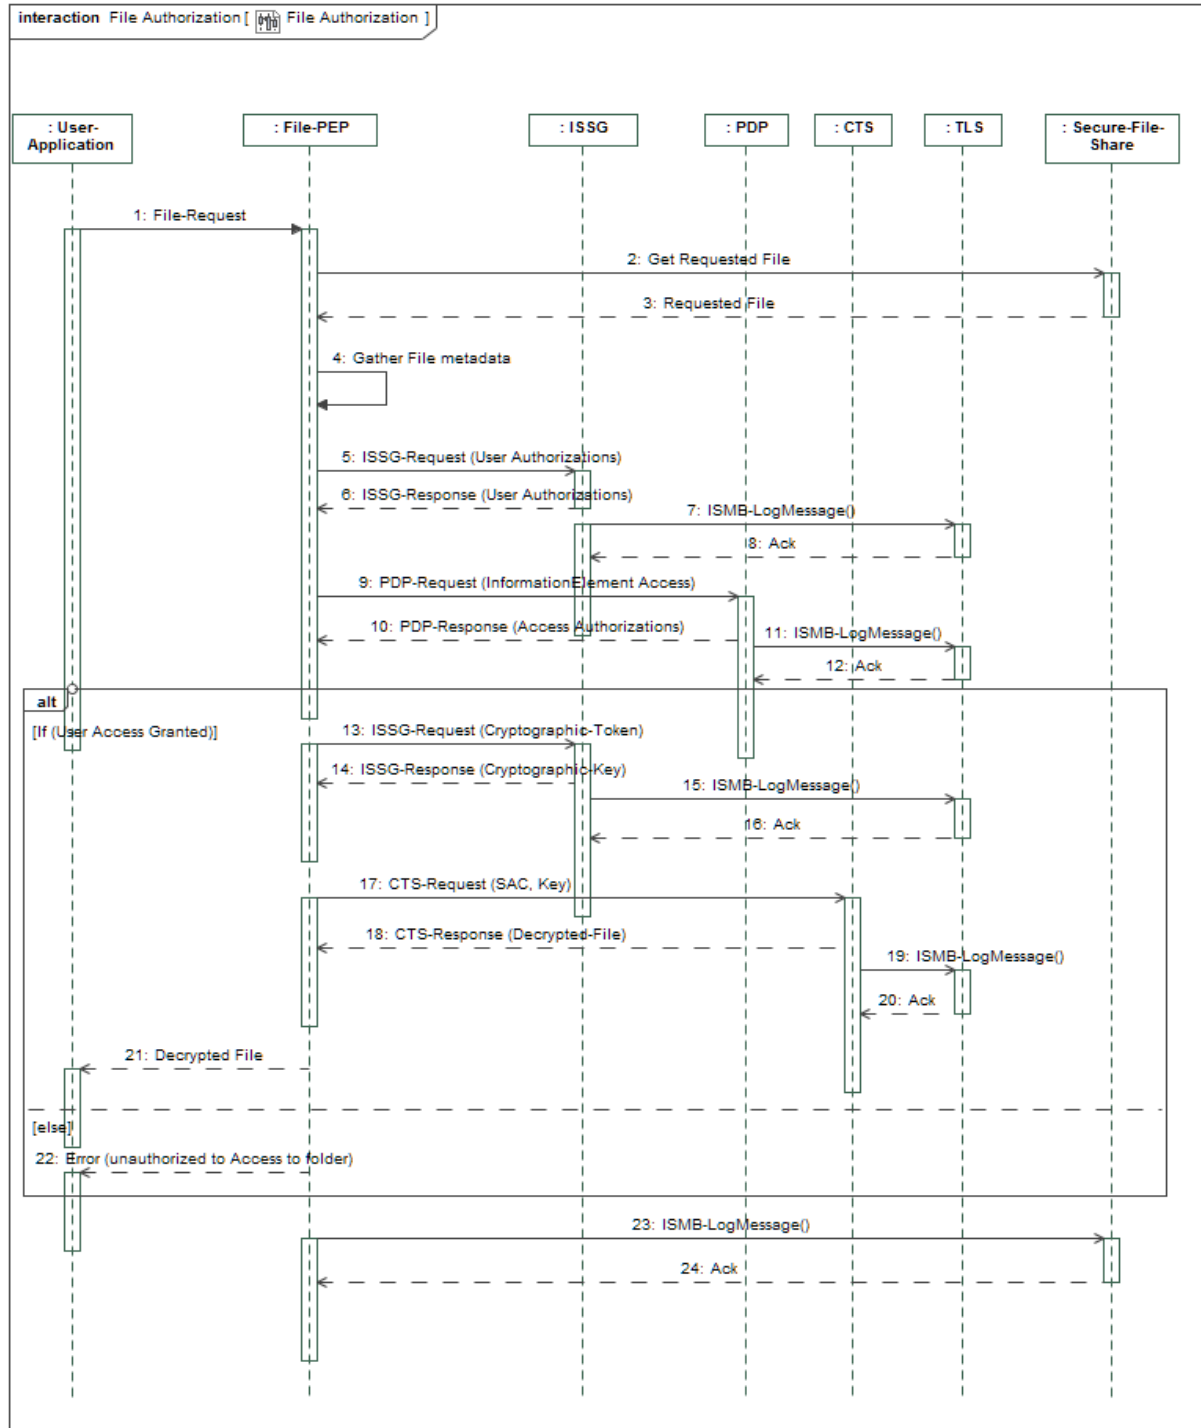 interaction File Authorization [ File Authorization ]
: User-
Application
: File-PEP
: ISSG
: PDP
: CTS
: TLS
: Secure-File-
Share
1: File-Request
2: Get Requested File
3: Requested File
4: Gather File metadata
5: ISSG-Request (User Authorizations)
6: ISSG-Response (User Authorizations)
7: ISMB-LogMessage()
8: Ack
9: PDP-Request (InformationElement Access)
10: PDP-Response (Access Authorizations)
11: ISMB-LogMessage()
12: Ack
alt
[If (User Access Granted)]
13: ISSG-Request (Cryptographic-Token)
14: ISSG-Response (Cryptographic-Key)
15: ISMB-LogMessage()
16: Ack
17: CTS-Request (SAC, Key)
18: CTS-Response (Decrypted-File)
19: ISMB-LogMessage()
20: Ack
21: Decrypted File
[else]
22: Error (unauthorized to Access to folder)
23: ISMB-LogMessage()
24: Ack